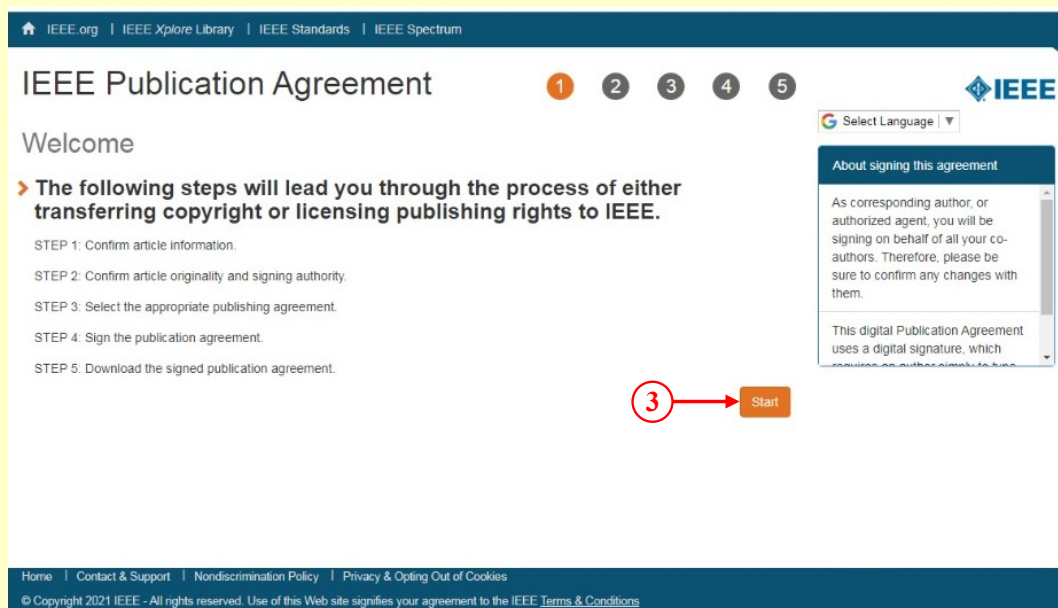 IEEE.org | IEEE Xplore Library | IEEE Standards | IEEE Spectrum
IEEE Publication Agreement
1 2 3 4 5
IEEE
Select Language ▼
Welcome
The following steps will lead you through the process of either
transferring copyright or licensing publishing rights to IEEE.
STEP 1: Confirm article information.
STEP 2: Confirm article originality and signing authority.
STEP 3: Select the appropriate publishing agreement.
STEP 4: Sign the publication agreement.
STEP 5: Download the signed publication agreement.
About signing this agreement
As corresponding author, or
authorized agent, you will be
signing on behalf of all your co-
authors. Therefore, please be
sure to confirm any changes with
them.
This digital Publication Agreement
uses a digital signature, which
requires an author simply to type
3
Start
Home | Contact & Support | Nondiscrimination Policy | Privacy & Opting Out of Cookies
© Copyright 2021 IEEE - All rights reserved. Use of this Web site signifies your agreement to the IEEE Terms & Conditions